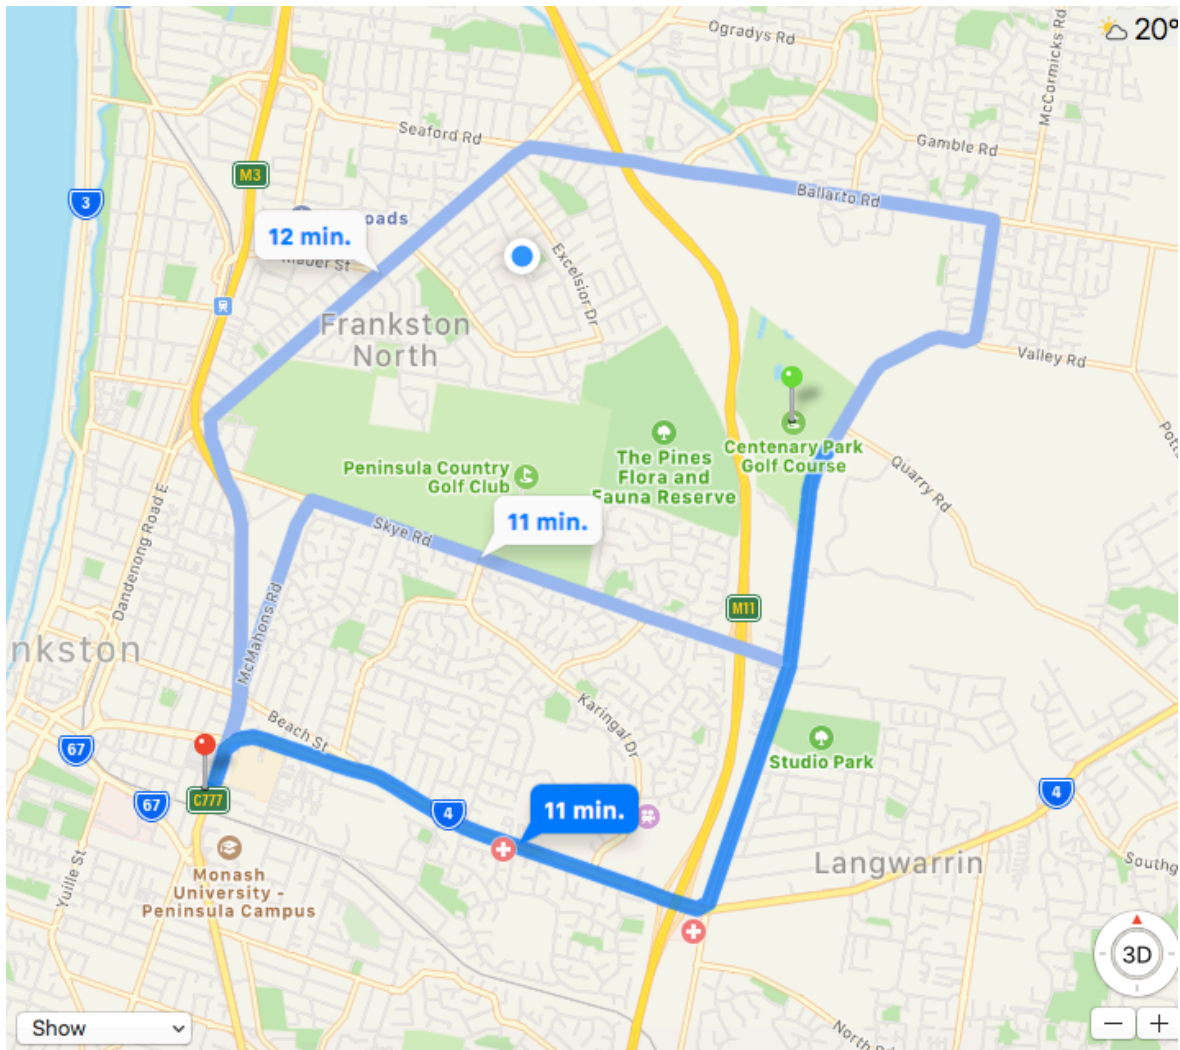 Ogradys Rd
20°
McCormicks Rd
Seaford Rd
Gamble Rd
M3
Ballarto Rd
3
oads
12 min.
Excelsior Dr
Frankston
North
Valley Rd
Centenary Park
Golf Course
The Pines
Flora and
Fauna Reserve
Peninsula Country
Golf Club
Quarry Rd
11 min.
Skye Rd
Dandenong Road E
M11
McMahons Rd
nkston
Karingal Dr
Beach St
67
Studio Park
67
C777
4
11 min.
4
Langwarrin
Southg
Yuille St
Monash
University -
Peninsula Campus
3D
Show
North Rd